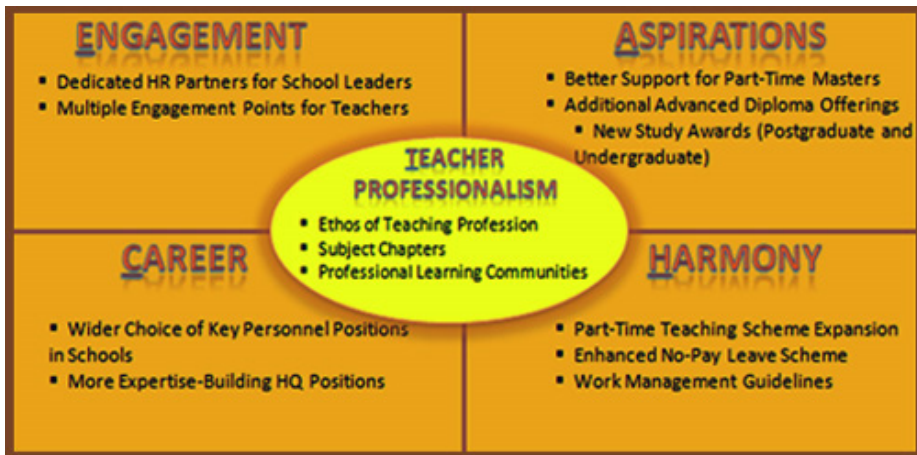 ENGAGEMENT
▪ Dedicated HR Partners for School Leaders
▪ Multiple Engagement Points for Teachers
ASPIRATIONS
▪ Better Support for Part-Time Masters
▪ Additional Advanced Diploma Offerings
▪ New Study Awards (Postgraduate and
Undergraduate)
TEACHER
PROFESSIONALISM
▪ Ethos of Teaching Profession
▪ Subject Chapters
▪ Professional Learning Communities
CAREER
▪ Wider Choice of Key Personnel Positions
in Schools
▪ More Expertise-Building HQ Positions
HARMONY
▪ Part-Time Teaching Scheme Expansion
▪ Enhanced No-Pay Leave Scheme
▪ Work Management Guidelines